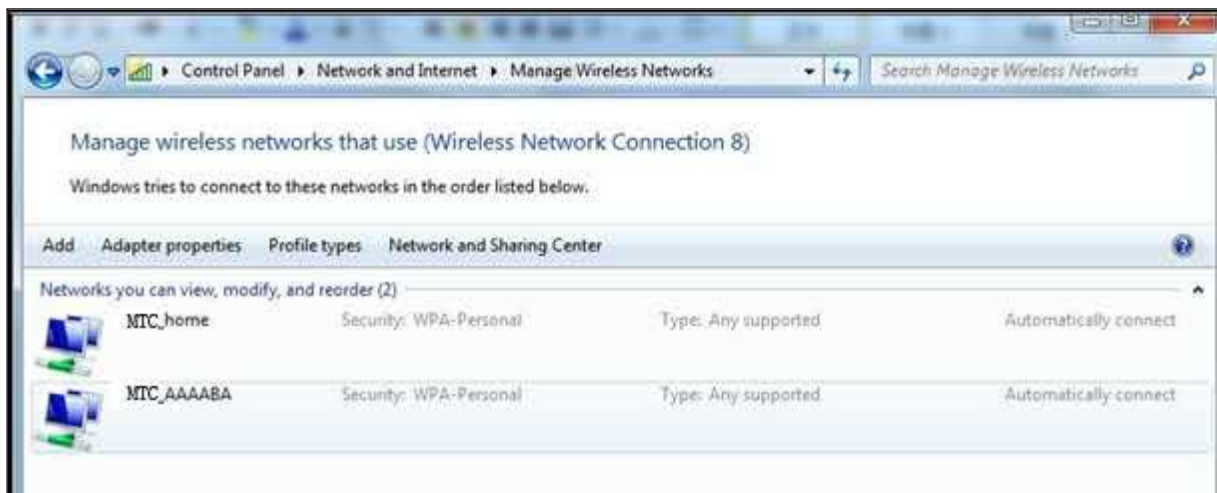 Control Panel ▸ Network and Internet ▸ Manage Wireless Networks Search Manage Wireless Networks
Manage wireless networks that use (Wireless Network Connection 8)
Windows tries to connect to these networks in the order listed below.
Add Adapter properties Profile types Network and Sharing Center
Networks you can view, modify, and reorder (2)
MTC_home Security: WPA-Personal Type: Any supported Automatically connect
MTC_AAAABA Security: WPA-Personal Type: Any supported Automatically connect